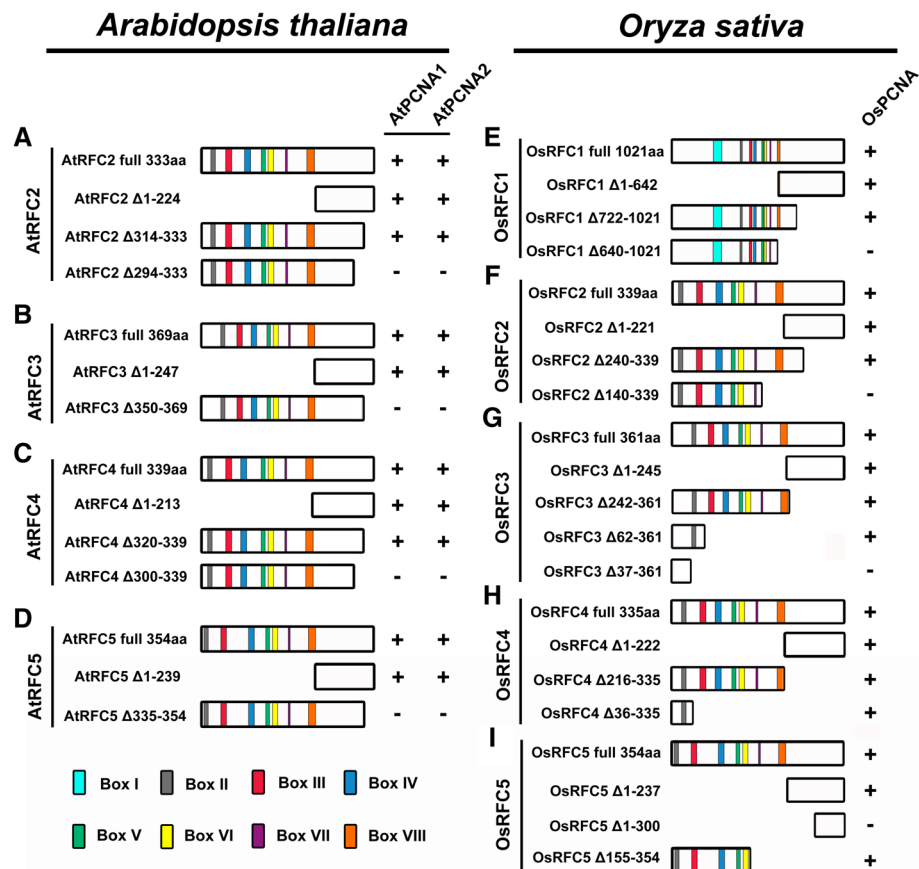 Arabidopsis thaliana
AtPCNA1
AtPCNA2
A
AtRFC2
AtRFC2 full 333aa + +
AtRFC2 Δ1-224 + +
AtRFC2 Δ314-333 + +
AtRFC2 Δ294-333 - -
B
AtRFC3
AtRFC3 full 369aa + +
AtRFC3 Δ1-247 + +
AtRFC3 Δ350-369 - -
C
AtRFC4
AtRFC4 full 339aa + +
AtRFC4 Δ1-213 + +
AtRFC4 Δ320-339 + +
AtRFC4 Δ300-339 - -
D
AtRFC5
AtRFC5 full 354aa + +
AtRFC5 Δ1-239 + +
AtRFC5 Δ335-354 - -
Box I Box II Box III Box IV
Box V Box VI Box VII Box VIII
Oryza sativa
OsPCNA
E
OsRFC1
OsRFC1 full 1021aa +
OsRFC1 Δ1-642 +
OsRFC1 Δ722-1021 +
OsRFC1 Δ640-1021 -
F
OsRFC2
OsRFC2 full 339aa +
OsRFC2 Δ1-221 +
OsRFC2 Δ240-339 +
OsRFC2 Δ140-339 -
G
OsRFC3
OsRFC3 full 361aa +
OsRFC3 Δ1-245 +
OsRFC3 Δ242-361 +
OsRFC3 Δ62-361 +
OsRFC3 Δ37-361 -
H
OsRFC4
OsRFC4 full 335aa +
OsRFC4 Δ1-222 +
OsRFC4 Δ216-335 +
OsRFC4 Δ36-335 +
I
OsRFC5
OsRFC5 full 354aa +
OsRFC5 Δ1-237 +
OsRFC5 Δ1-300 -
OsRFC5 Δ155-354 +